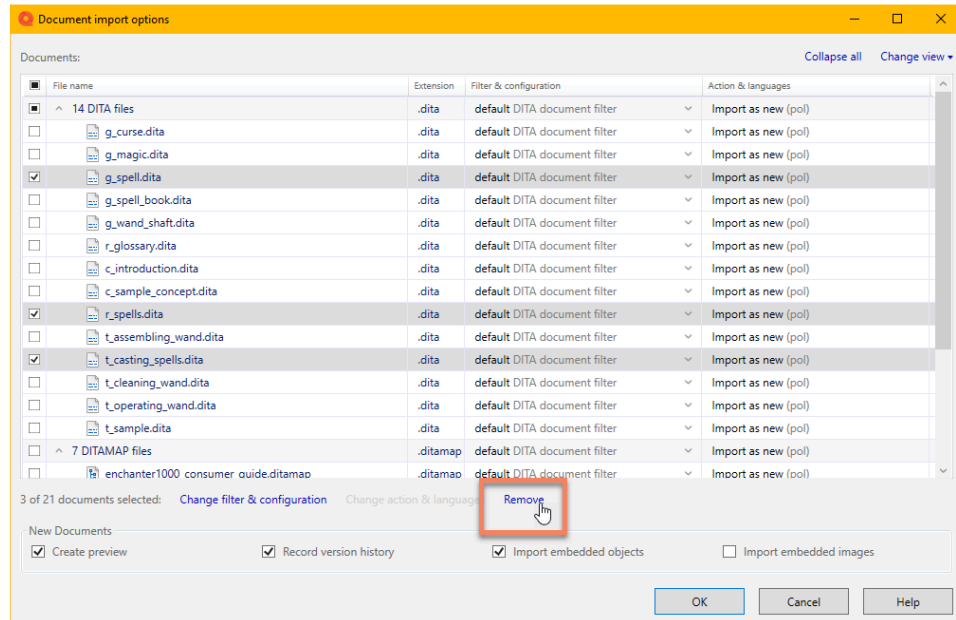 Document import options
Documents: Collapse all Change view
File name Extension Filter & configuration Action & languages
14 DITA files .dita default DITA document filter Import as new (pol)
g_curse.dita .dita default DITA document filter Import as new (pol)
g_magic.dita .dita default DITA document filter Import as new (pol)
g_spell.dita .dita default DITA document filter Import as new (pol)
g_spell_book.dita .dita default DITA document filter Import as new (pol)
g_wand_shaft.dita .dita default DITA document filter Import as new (pol)
r_glossary.dita .dita default DITA document filter Import as new (pol)
c_introduction.dita .dita default DITA document filter Import as new (pol)
c_sample_concept.dita .dita default DITA document filter Import as new (pol)
r_spells.dita .dita default DITA document filter Import as new (pol)
t_assembling_wand.dita .dita default DITA document filter Import as new (pol)
t_casting_spells.dita .dita default DITA document filter Import as new (pol)
t_cleaning_wand.dita .dita default DITA document filter Import as new (pol)
t_operating_wand.dita .dita default DITA document filter Import as new (pol)
t_sample.dita .dita default DITA document filter Import as new (pol)
7 DITAMAP files .ditamap default DITA document filter Import as new (pol)
enchanter1000_consumer_guide.ditamap .ditamap default DITA document filter Import as new (pol)
3 of 21 documents selected: Change filter & configuration Change action & language Remove
New Documents
Create preview Record version history Import embedded objects Import embedded images
OK Cancel Help